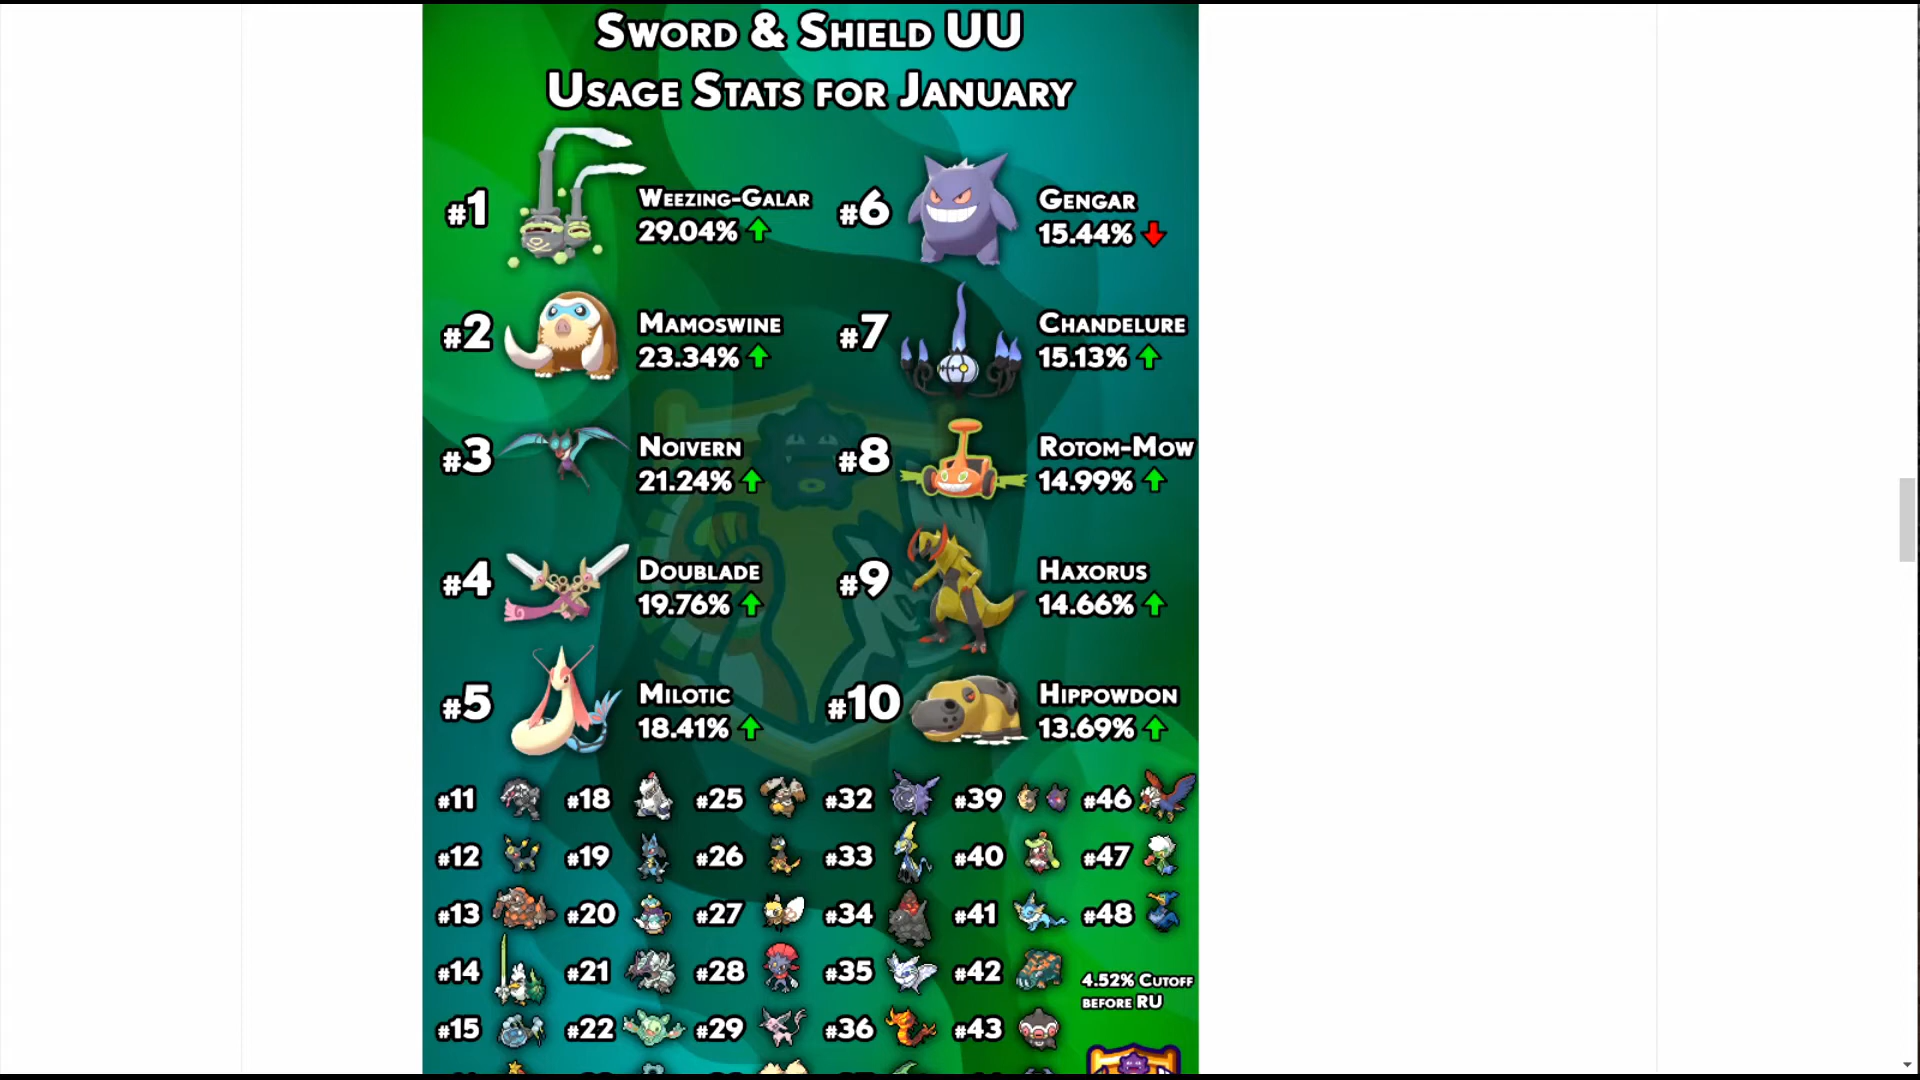 SWORD & SHIELD UU
USAGE STATS FOR JANUARY
#1
WEEZING-GALAR
29.04%
#2
MAMOSWINE
23.34%
#3
NOIVERN
21.24%
#4
DOUBLADE
19.76%
#5
MILOTIC
18.41%
#6
GENGAR
15.44%
#7
CHANDELURE
15.13%
#8
ROTOM-MOW
14.99%
#9
HAXORUS
14.66%
#10
HIPPOWDON
13.69%
#11 #18 #25 #32 #39 #46
#12 #19 #26 #33 #40 #47
#13 #20 #27 #34 #41 #48
#14 #21 #28 #35 #42
4.52% CUTOFF
BEFORE RU
#15 #22 #29 #36 #43